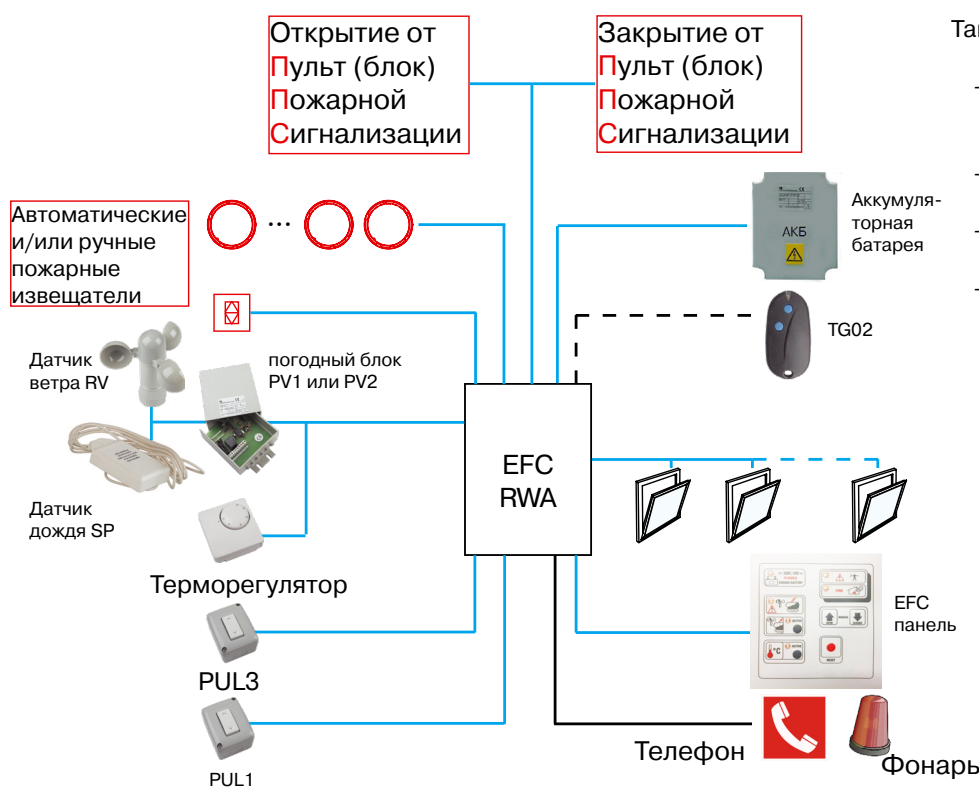 Открытие от
Пульт (блок)
Пожарной
Сигнализации
Закрытие от
Пульт (блок)
Пожарной
Сигнализации
Автоматические
и/или ручные
пожарные
извещатели
...
АКБ
Аккумуля-
торная
батарея
TG02
Датчик
ветра RV
погодный блок
PV1 или PV2
EFC
RWA
Датчик
дождя SP
Терморегулятор
°C
RESET
EFC
панель
PUL3
PUL1
Телефон
Фонарь